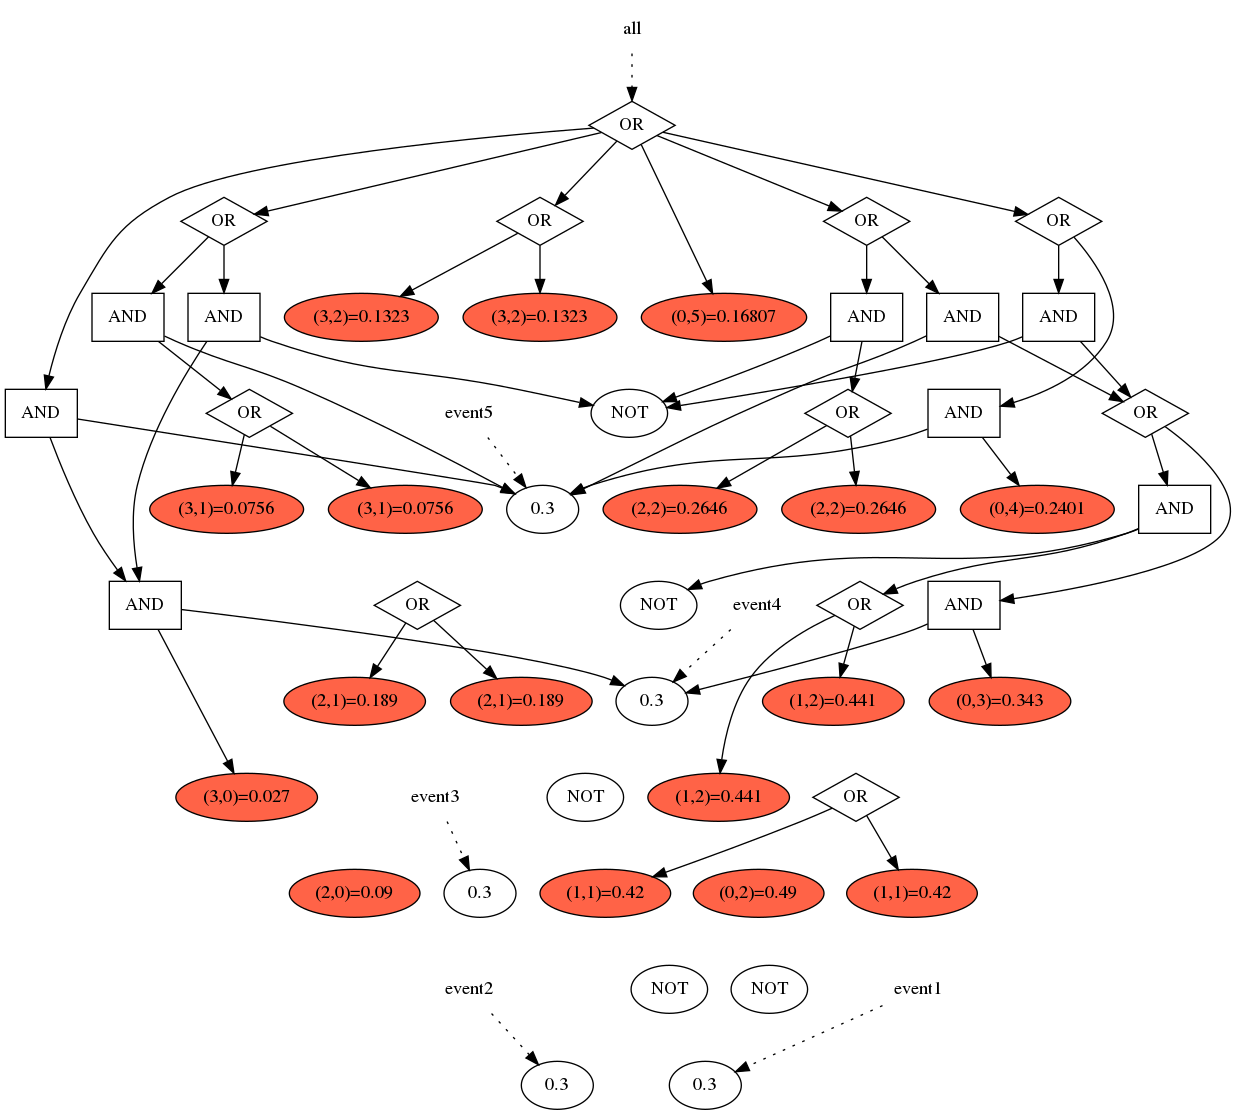 all
OR
OR
OR
OR
OR
AND
AND
(3,2)=0.1323
(3,2)=0.1323
(0,5)=0.16807
AND
AND
AND
AND
OR
event5
NOT
OR
AND
OR
(3,1)=0.0756
(3,1)=0.0756
0.3
(2,2)=0.2646
(2,2)=0.2646
(0,4)=0.2401
AND
AND
OR
NOT
event4
OR
AND
(2,1)=0.189
(2,1)=0.189
0.3
(1,2)=0.441
(0,3)=0.343
(3,0)=0.027
event3
NOT
(1,2)=0.441
OR
(2,0)=0.09
0.3
(1,1)=0.42
(0,2)=0.49
(1,1)=0.42
event2
NOT
NOT
event1
0.3
0.3